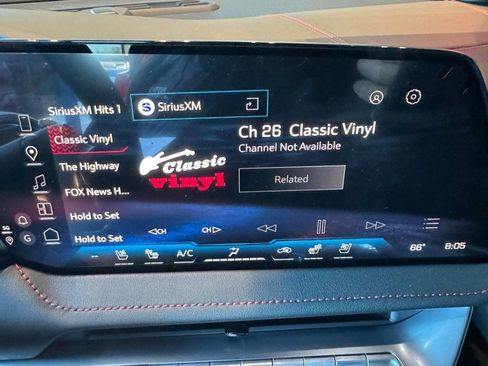 SiriusXM Hits 1
SiriusXM
Classic Vinyl
Ch 26 Classic Vinyl
Channel Not Available
The Highway
Classic
vinyl
Related
FOX News H...
Hold to Set
Hold to Set
<CH
CH>
5G
G
A/C
66°
8:05